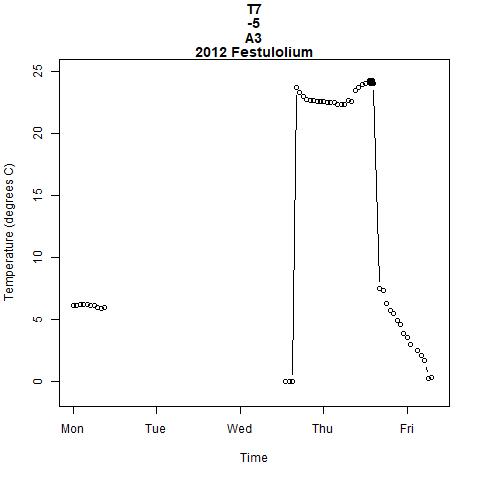 T7
-5
A3
2012 Festulolium
Temperature (degrees C)
25
20
15
10
5
0
Mon Tue Wed Thu Fri
Time